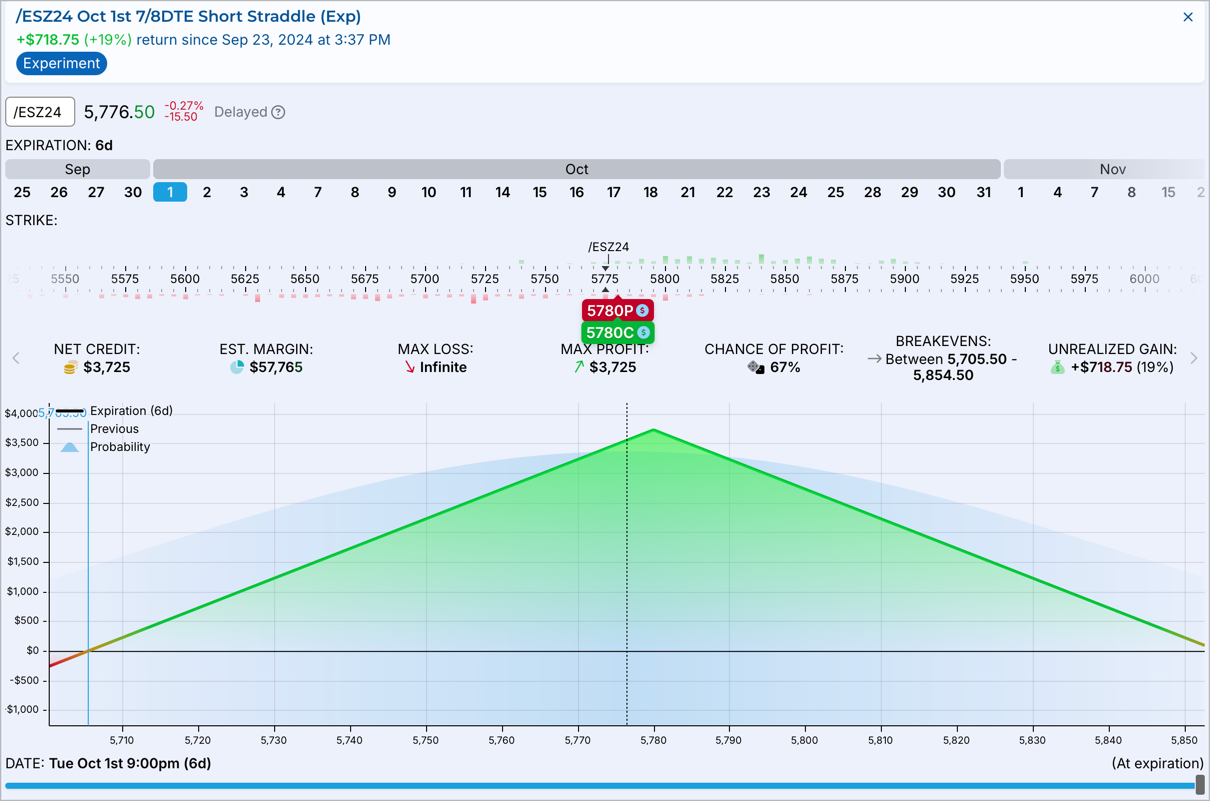 /ESZ24 Oct 1st 7/8DTE Short Straddle (Exp)
+$718.75 (+19%) return since Sep 23, 2024 at 3:37 PM
Experiment
/ESZ24 5,776.50 -0.27% -15.50 Delayed ?
EXPIRATION: 6d
Sep Oct Nov
25 26 27 30 1 2 3 4 7 8 9 10 11 14 15 16 17 18 21 22 23 24 25 28 29 30 31 1 4 7 8 15 2
STRIKE:
/ESZ24
5550 5575 5600 5625 5650 5675 5700 5725 5750 5775 5800 5825 5850 5875 5900 5925 5950 5975 6000
5780P $
5780C $
NET CREDIT: EST. MARGIN: MAX LOSS: MAX PROFIT: CHANCE OF PROFIT: BREAKEVENS: UNREALIZED GAIN:
$3,725 $57,765 Infinite $3,725 67% Between 5,705.50 - 5,854.50 +$718.75 (19%)
Expiration (6d)
Previous
Probability
$4,000
$3,500
$3,000
$2,500
$2,000
$1,500
$1,000
$500
$0
-$500
-$1,000
5,710 5,720 5,730 5,740 5,750 5,760 5,770 5,780 5,790 5,800 5,810 5,820 5,830 5,840 5,850
DATE: Tue Oct 1st 9:00pm (6d) (At expiration)